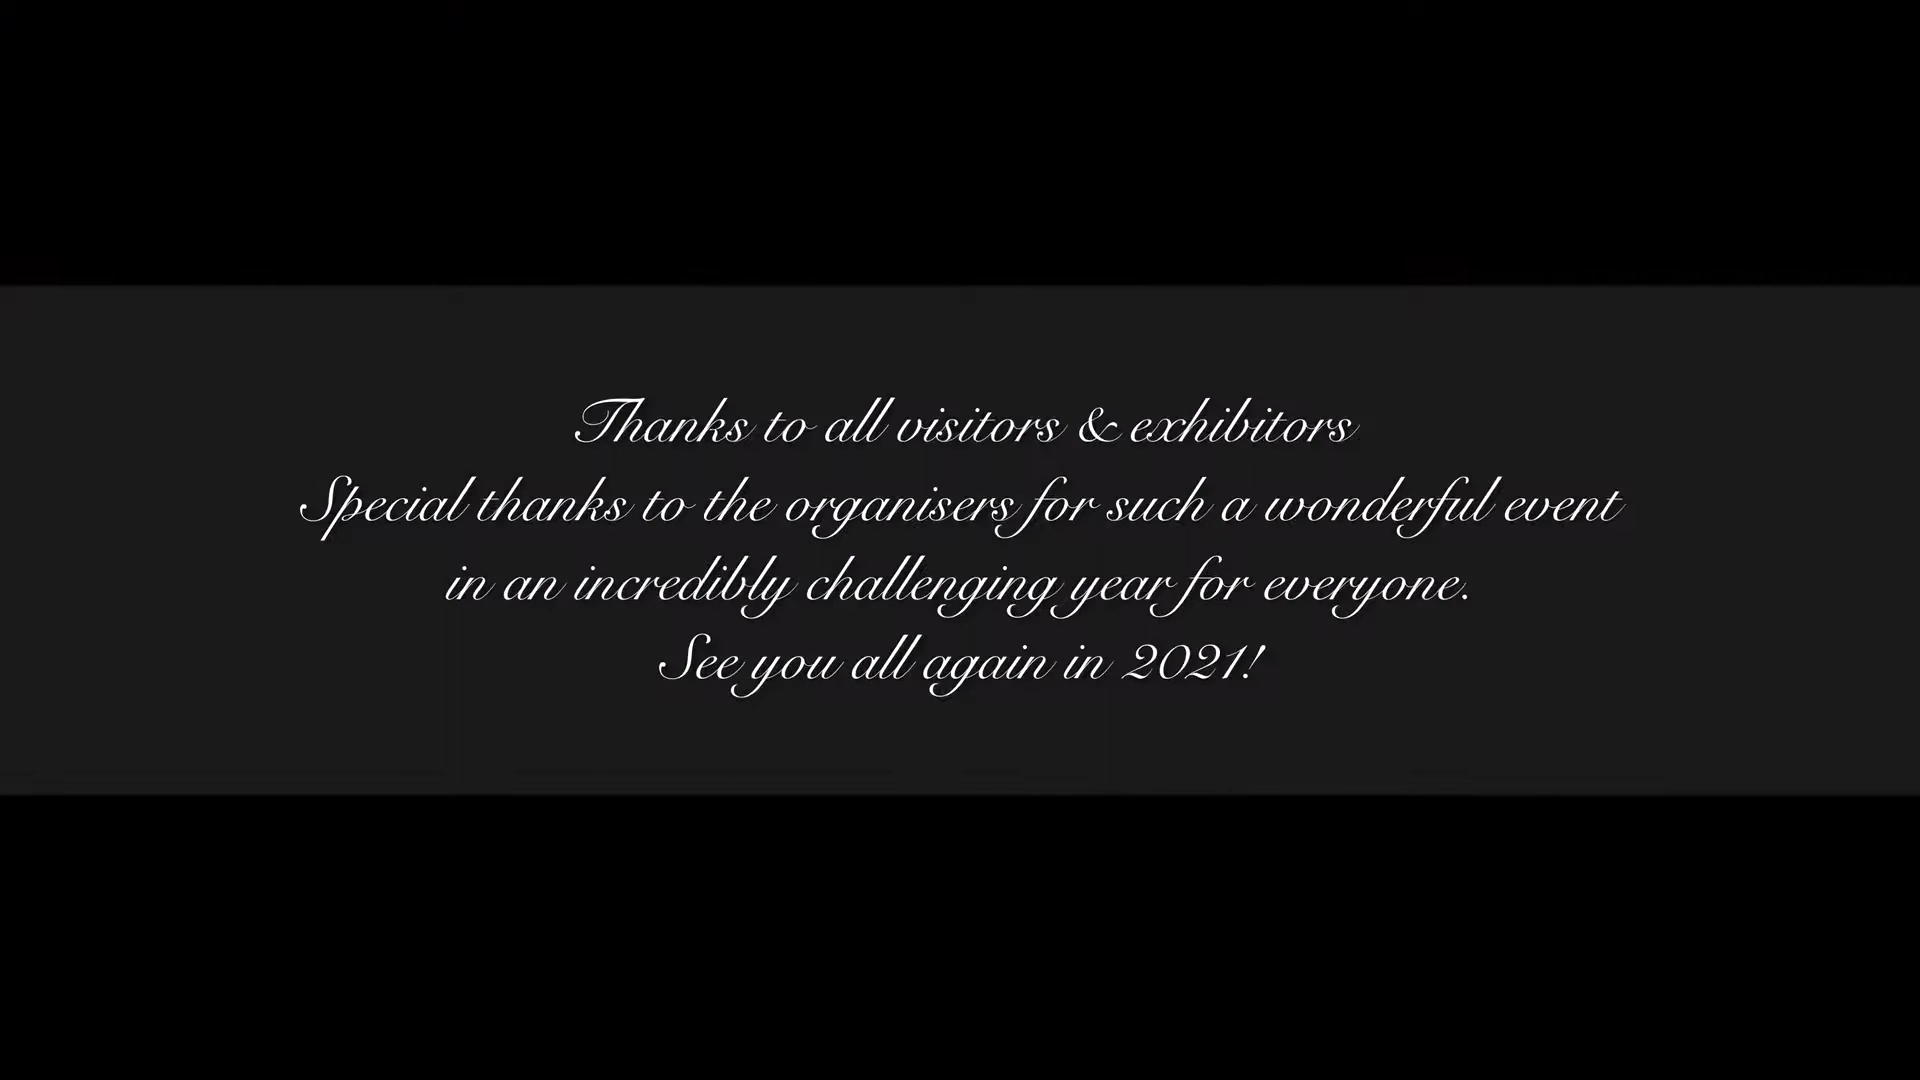 Thanks to all visitors & exhibitors
Special thanks to the organisers for such a wonderful event
in an incredibly challenging year for everyone.
See you all again in 2021!